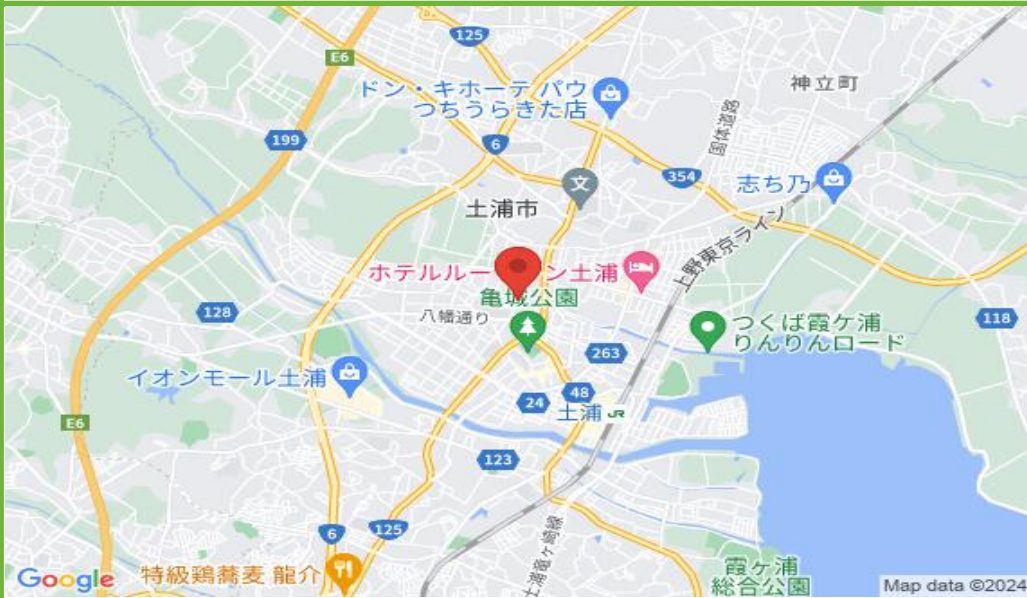 125
E6
ドン・キホーテ パウ
つちうらきた店
神立町
199
6
国体道路
354
志ち乃
文
土浦市
上野東京ライン
ホテルルー
ン土浦
亀城公園
128
八幡通り
つくば霞ケ浦
りんりんロード
118
263
イオンモール土浦
24
48
土浦 JR
E6
123
6
125
土浦竜ヶ崎線
特級鶏蕎麦 龍介
霞ケ浦
総合公園
Google
Map data ©2024